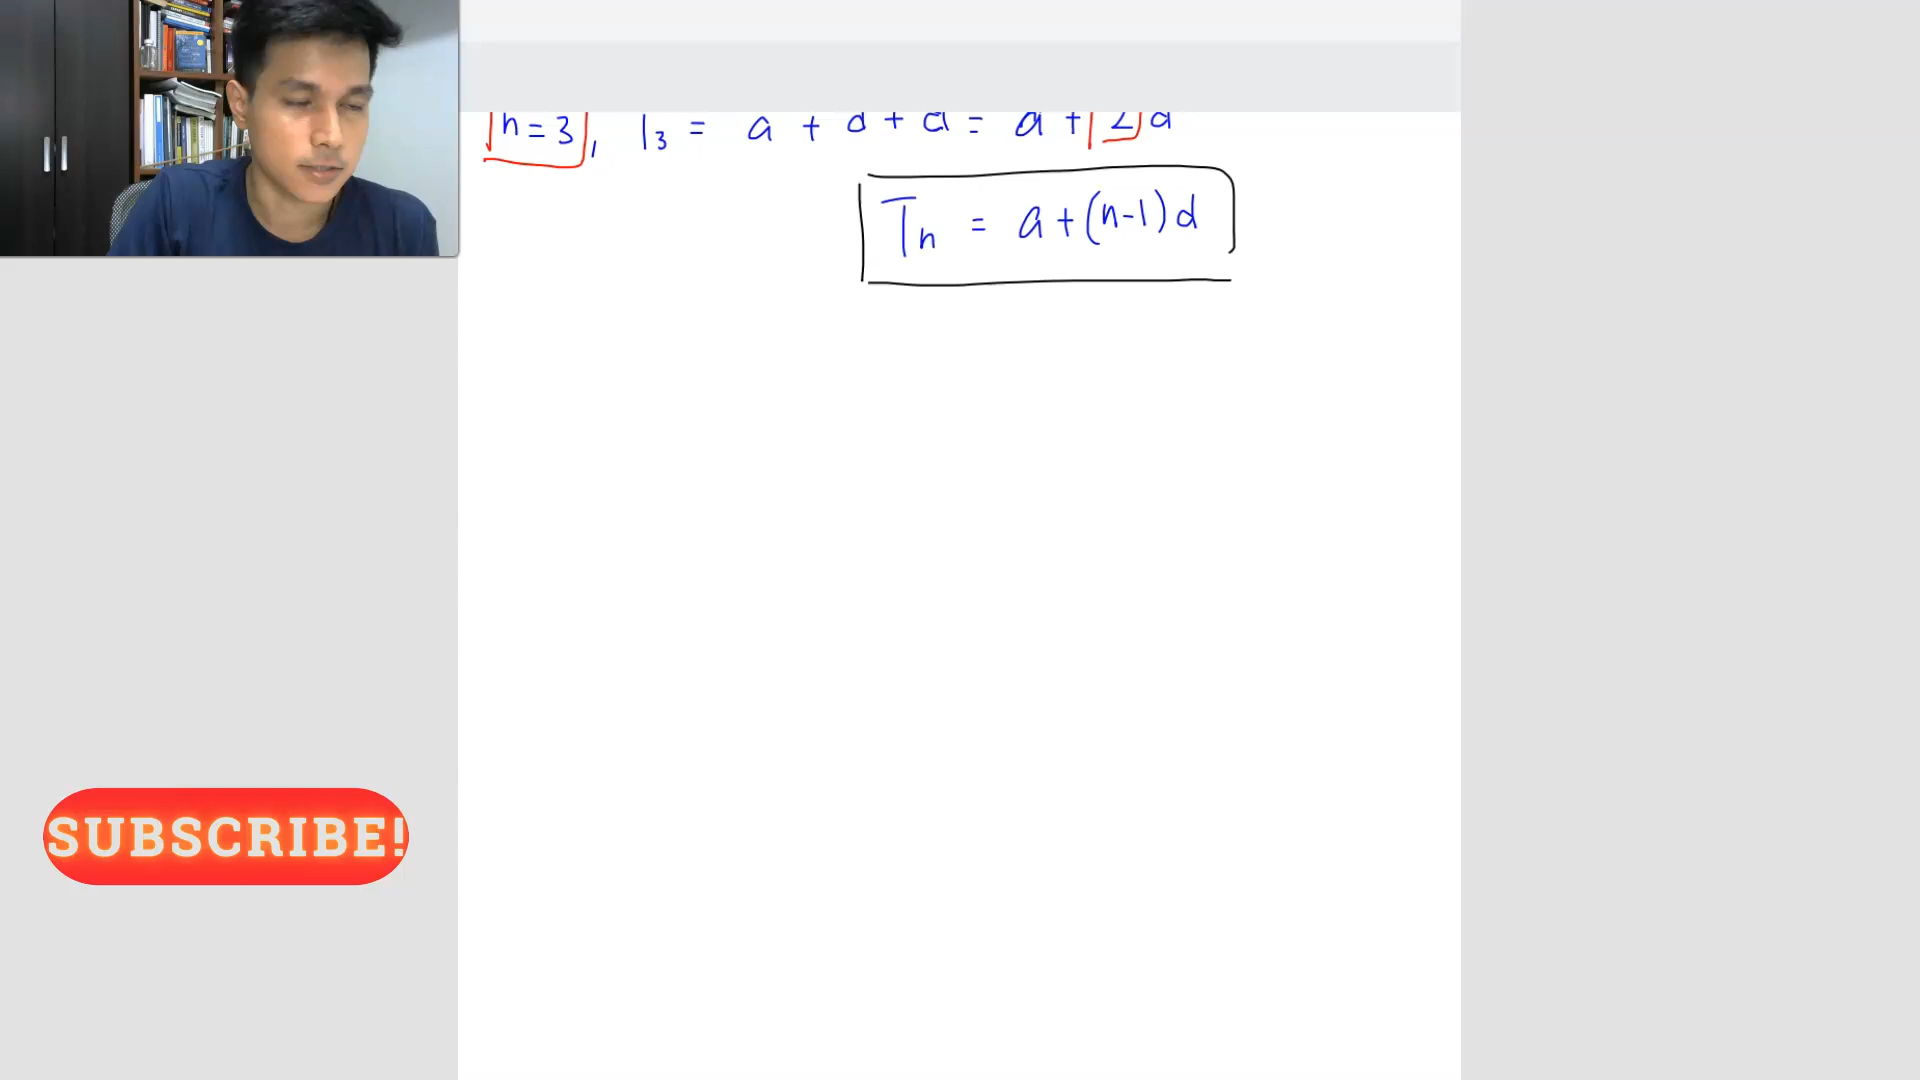 n=3, T3 = a + d + d = a + 2d
Tn = a+(n-1)d
SUBSCRIBE!